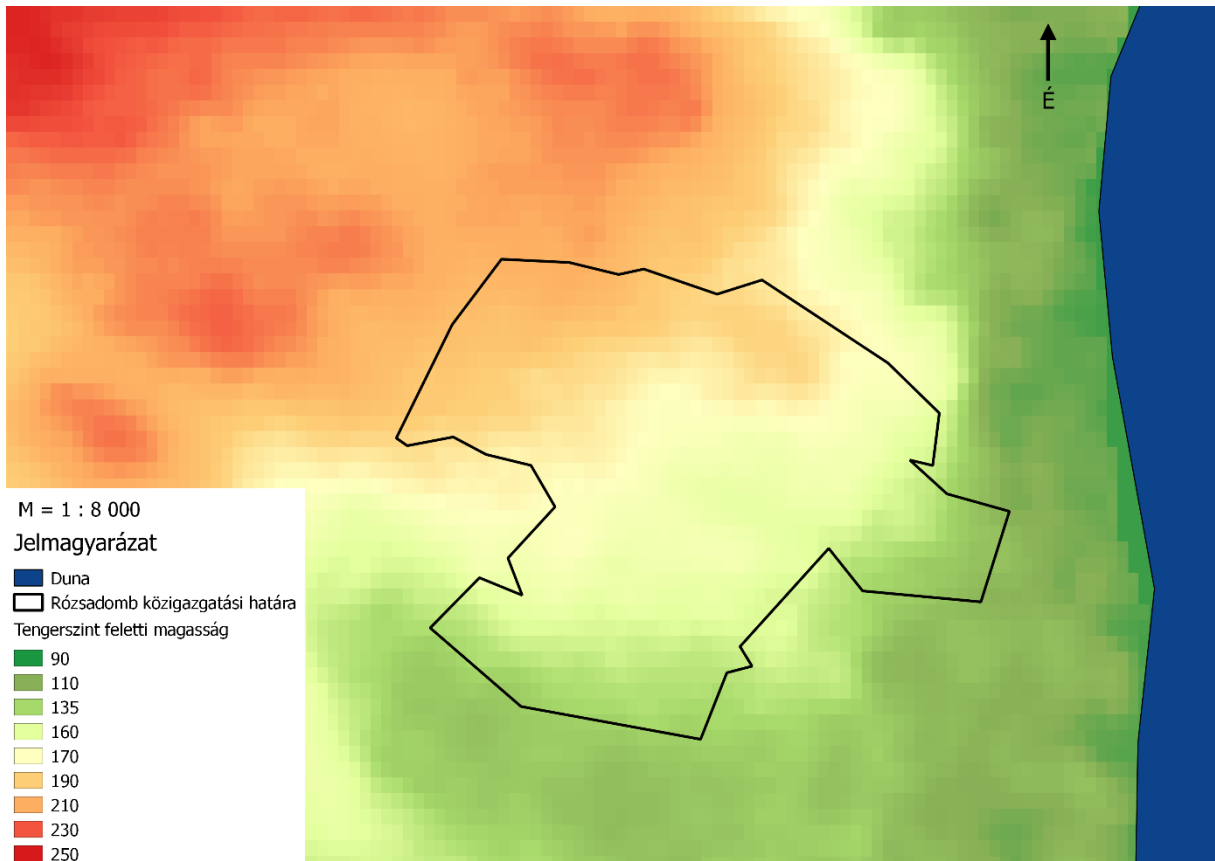 É
M = 1 : 8 000
Jelmagyarázat
Duna
Rózsadomb közigazgatási határa
Tengerszint feletti magasság
90
110
135
160
170
190
210
230
250